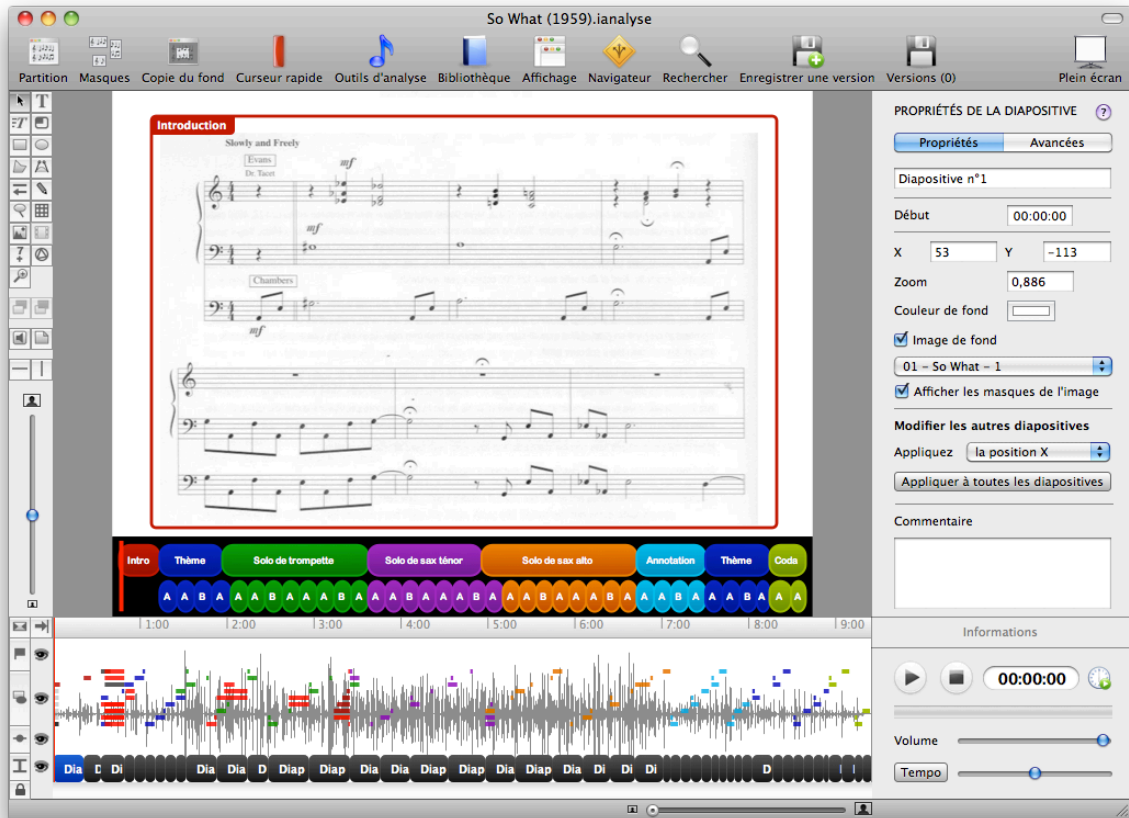 So What (1959).ianalyse
Partition Masques Copie du fond Curseur rapide Outils d'analyse Bibliothèque Affichage Navigateur Rechercher Enregistrer une version Versions (0) Plein écran
PROPRIÉTÉS DE LA DIAPOSITIVE ?
Propriétés Avancées
Diapositive n°1
Début 00:00:00
X 53 Y -113
Zoom 0,886
Couleur de fond
Image de fond
01 – So What – 1
Afficher les masques de l'image
Modifier les autres diapositives
Appliquez la position X
Appliquer à toutes les diapositives
Commentaire
Introduction
Slowly and Freely
Evans
Dr. Tacet
mf
mf
Chambers
mf
Intro Thème Solo de trompette Solo de sax ténor Solo de sax alto Annotation Thème Coda
A A B A A A B A A A B A A A B A A A B A A A B A A A B A A A B A A A B A A A
1:00 2:00 3:00 4:00 5:00 6:00 7:00 8:00 9:00
Dia D Di Dia Dia D Diap Diap Dia Dia Diap Diap Dia Diap Dia Di Di Di D
Informations
00:00:00
Volume
Tempo